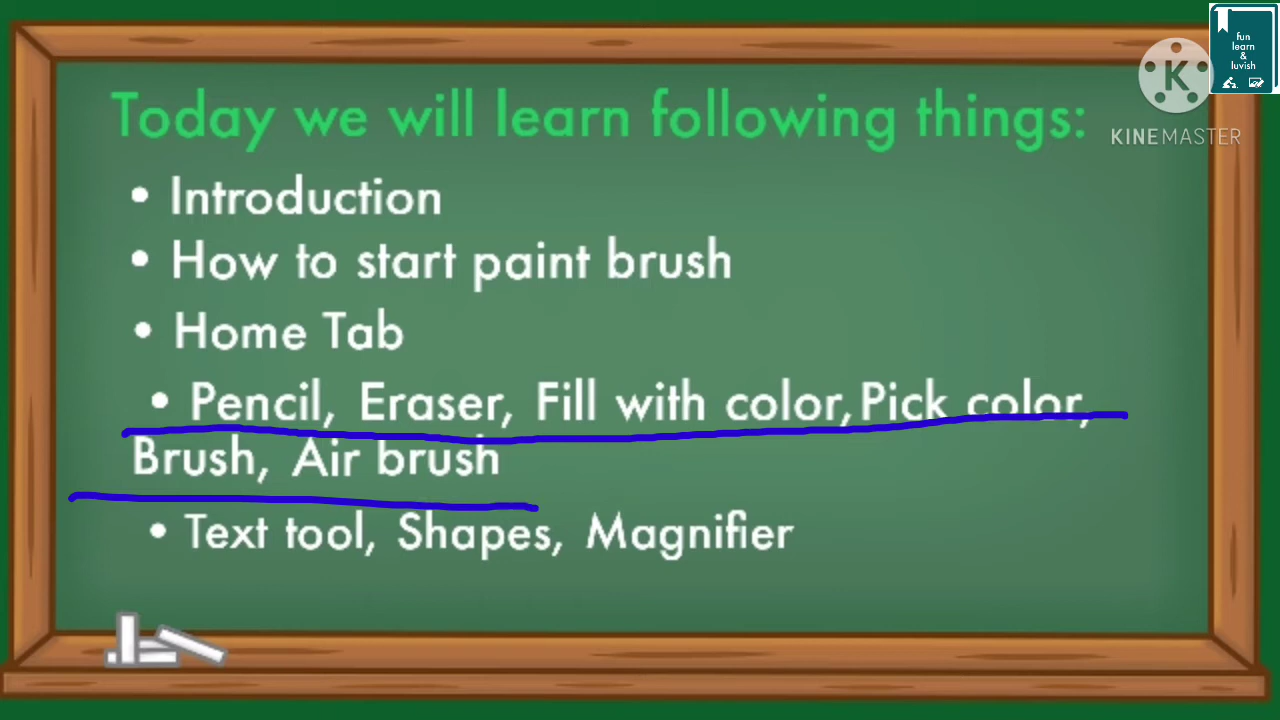 fun
learn
&
luvish
K
KINEMASTER
Today we will learn following things:
• Introduction
• How to start paint brush
• Home Tab
• Pencil, Eraser, Fill with color,Pick color,
Brush, Air brush
• Text tool, Shapes, Magnifier